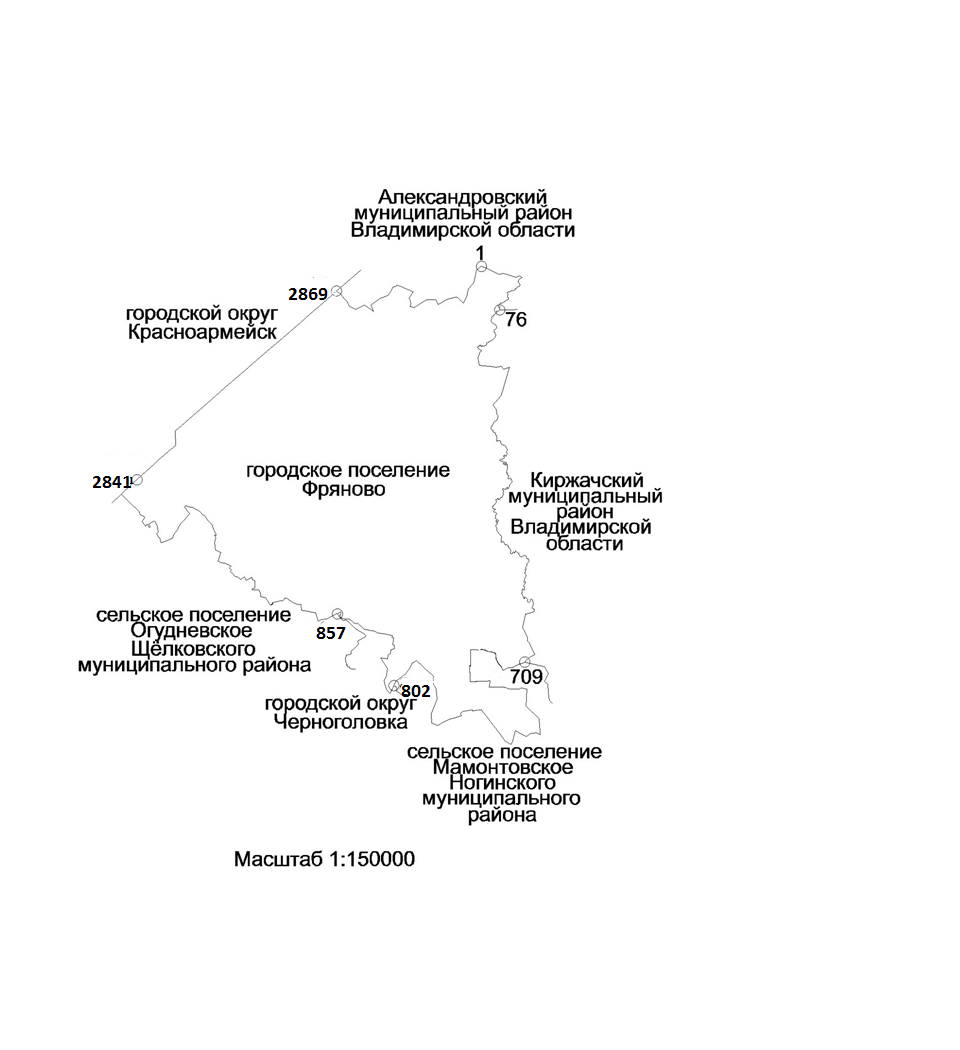 Александровский
муниципальный район
Владимирской области
1
2869
городской округ
Красноармейск
76
2841
городское поселение
Фряново
Киржачский
муниципальный
район
Владимирской
области
сельское поселение
Огудневское
Щёлковского
муниципального района
857
709
802
городской округ
Черноголовка
сельское поселение
Мамонтовское
Ногинского
муниципального
района
Масштаб 1:150000